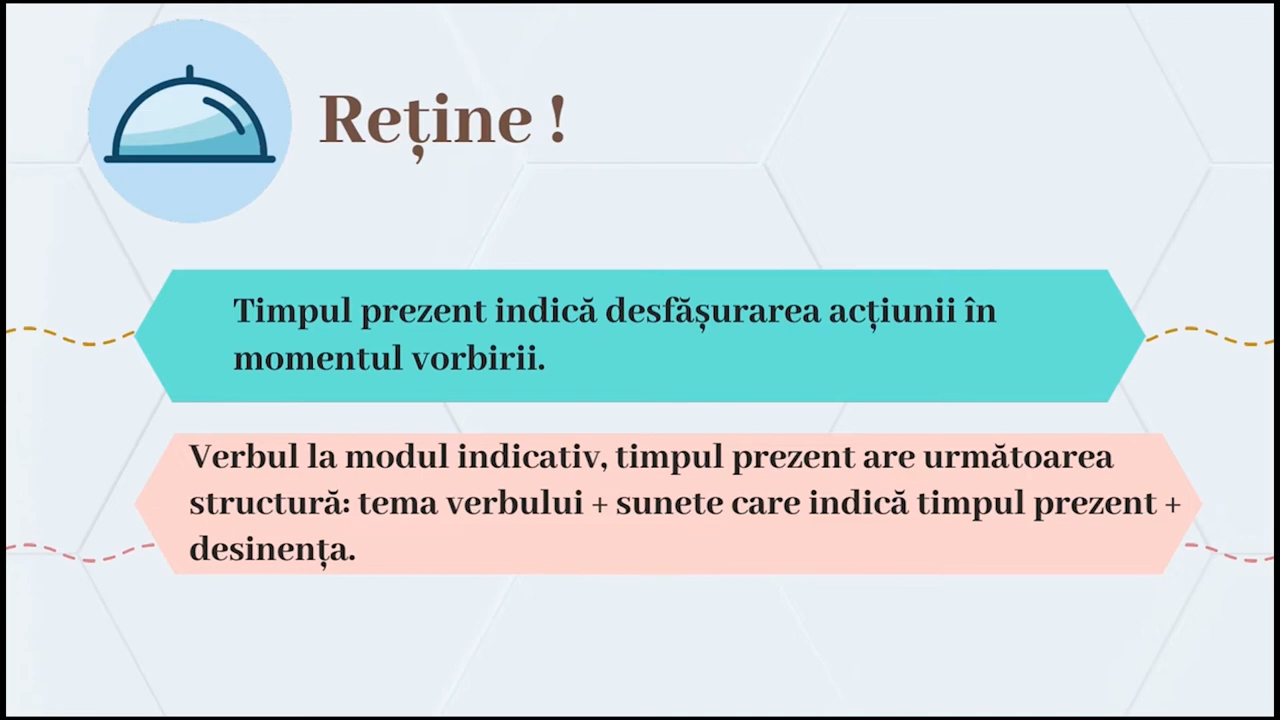 Reține !
Timpul prezent indică desfășurarea acțiunii în
momentul vorbirii.
Verbul la modul indicativ, timpul prezent are următoarea
structură: tema verbului + sunete care indică timpul prezent +
desinența.